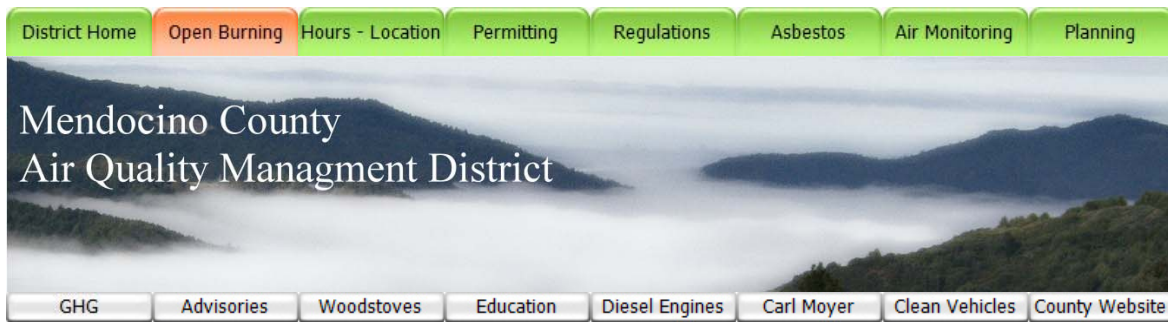 District Home Open Burning Hours - Location Permitting Regulations Asbestos Air Monitoring Planning
Mendocino County
Air Quality Managment District
GHG Advisories Woodstoves Education Diesel Engines Carl Moyer Clean Vehicles County Website